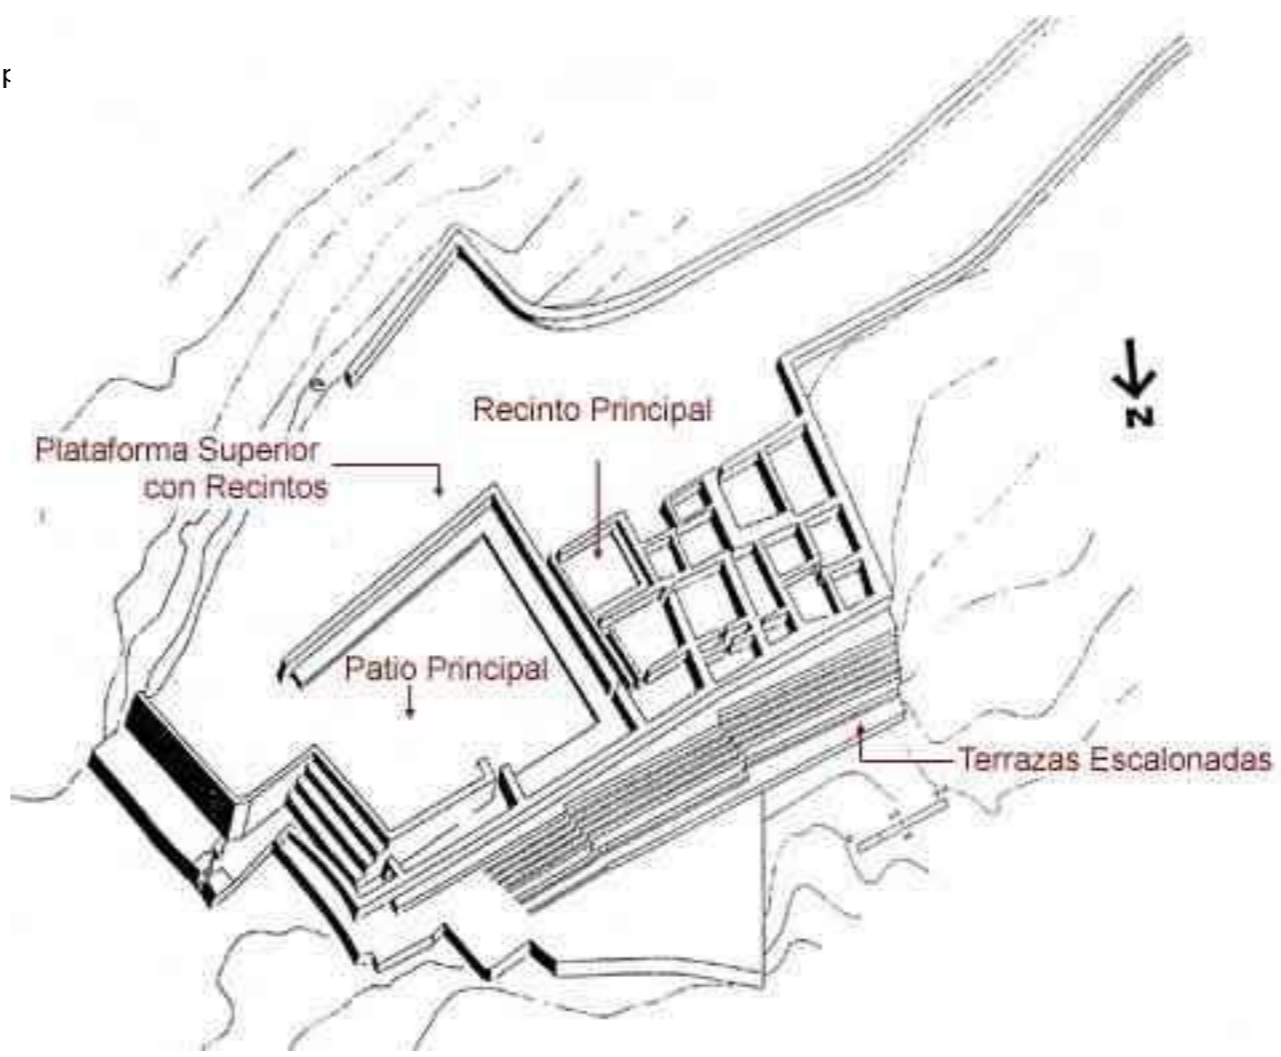 Recinto Principal
Plataforma Superior
con Recintos
N
Patio Principal
Terrazas Escalonadas